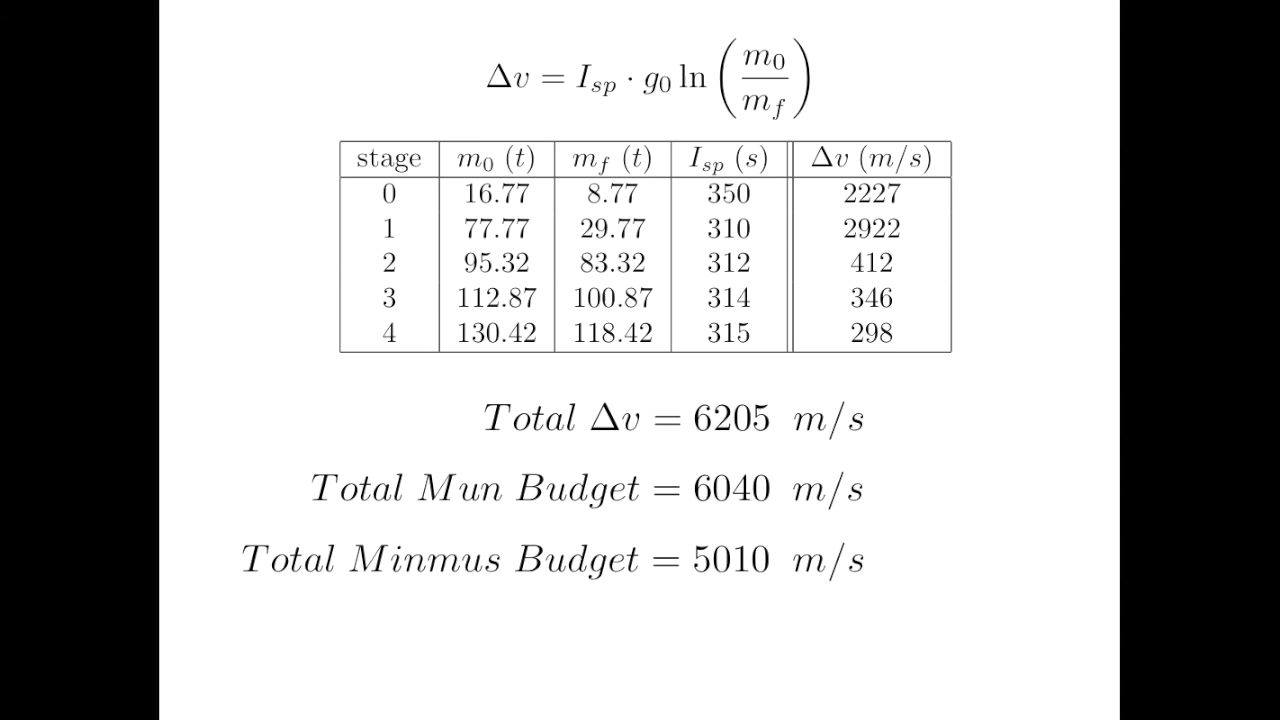 Δv = I_sp · g_0 ln (m_0 / m_f)
stage m_0 (t) m_f (t) I_sp (s) Δv (m/s)
0 16.77 8.77 350 2227
1 77.77 29.77 310 2922
2 95.32 83.32 312 412
3 112.87 100.87 314 346
4 130.42 118.42 315 298
Total Δv = 6205 m/s
Total Mun Budget = 6040 m/s
Total Minmus Budget = 5010 m/s